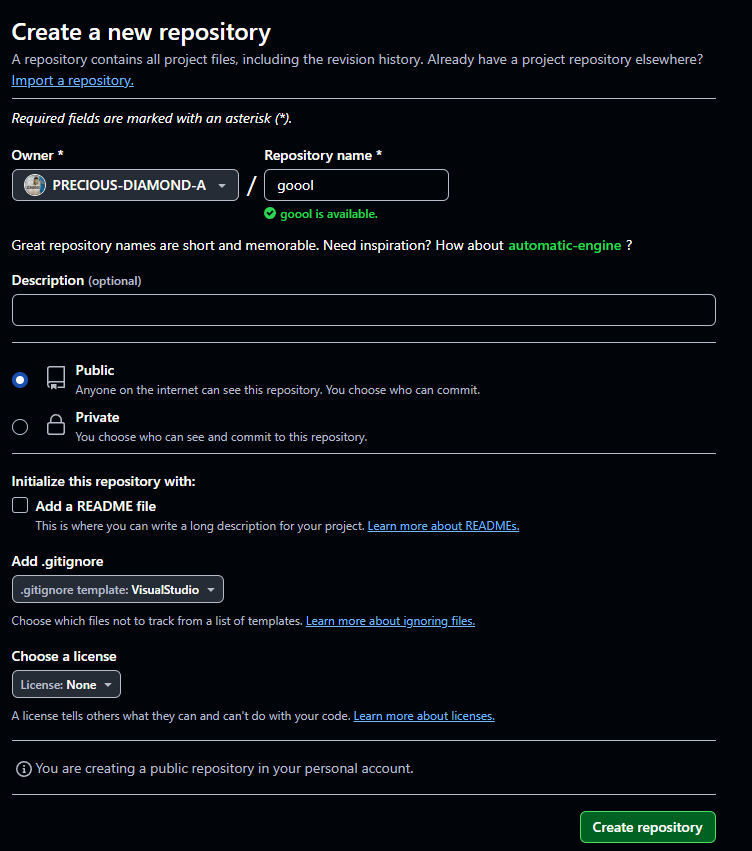 Create a new repository
A repository contains all project files, including the revision history. Already have a project repository elsewhere?
Import a repository.
Required fields are marked with an asterisk (*).
Owner * Repository name *
PRECIOUS-DIAMOND-A / goool
goool is available.
Great repository names are short and memorable. Need inspiration? How about automatic-engine ?
Description (optional)
Public
Anyone on the internet can see this repository. You choose who can commit.
Private
You choose who can see and commit to this repository.
Initialize this repository with:
Add a README file
This is where you can write a long description for your project. Learn more about READMEs.
Add .gitignore
.gitignore template: VisualStudio
Choose which files not to track from a list of templates. Learn more about ignoring files.
Choose a license
License: None
A license tells others what they can and can't do with your code. Learn more about licenses.
You are creating a public repository in your personal account.
Create repository